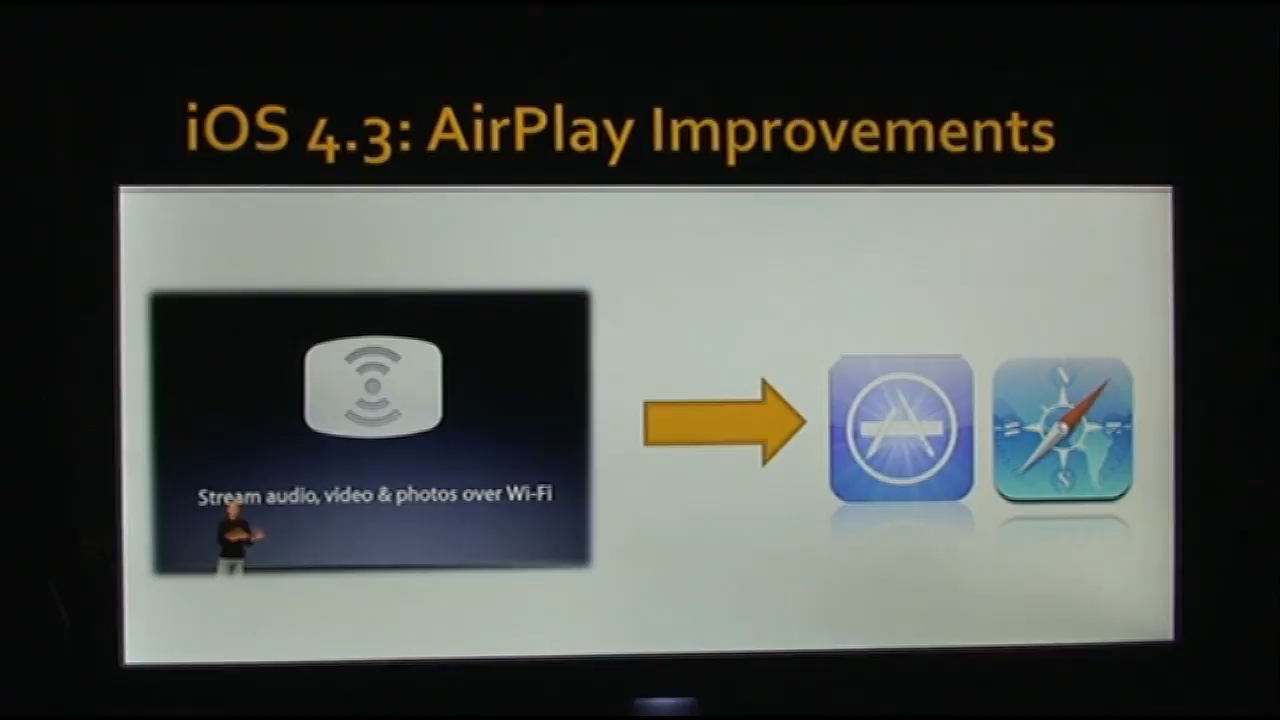 iOS 4.3: AirPlay Improvements
Stream audio, video & photos over Wi-Fi
N
S